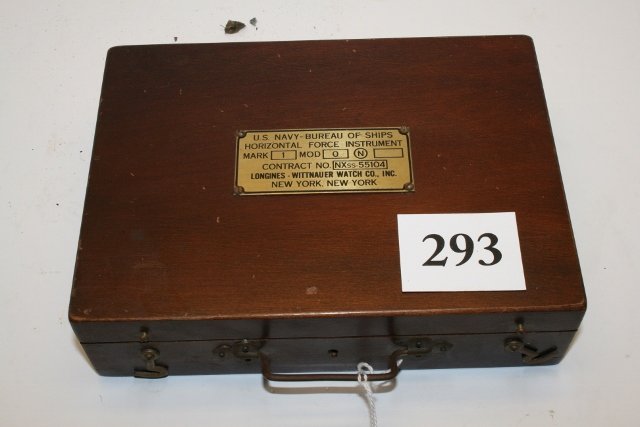 U.S. NAVY-BUREAU OF SHIPS
HORIZONTAL FORCE INSTRUMENT
MARK 1 MOD 0 N
CONTRACT NO. NXSS 55104
LONGINES-WITTNAUER WATCH CO., INC.
NEW YORK, NEW YORK
293